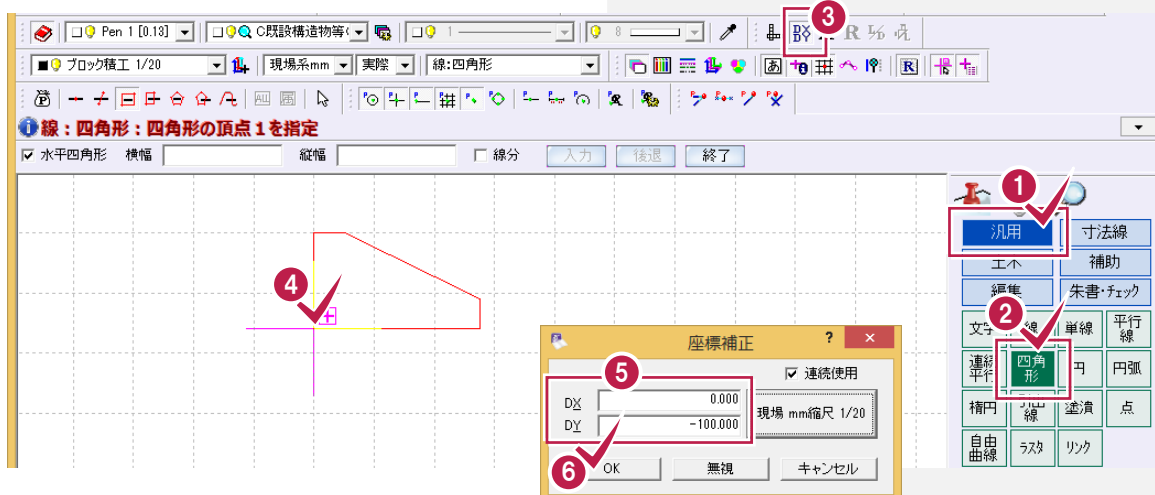 3
Pen 1 [0.13] C既設構造物等( 1 8 DXY R
ブロック積工 1/20 現場系mm 実際 線:四角形 あ R
ALL
線:四角形:四角形の頂点1を指定
水平四角形 横幅 縦幅 線分 入力 後退 終了
1
汎用 寸法線
土木 補助
編集 朱書・チェック
4
2
文字 線 単線 平行線
座標補正 ? ×
5
連続使用
連続平行 四角形 円 円弧
DX 0.000
現場 mm縮尺 1/20
DY -100.000
楕円 引出線 塗潰 点
自由曲線 ラスタ リンク
6
OK 無視 キャンセル